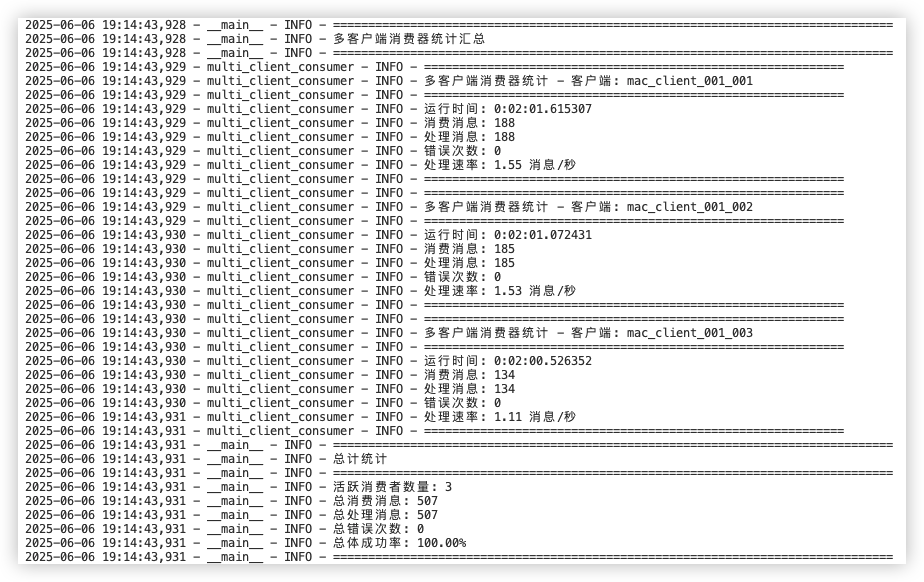 2025-06-06 19:14:43,928 - __main__ - INFO - ================================================================================
2025-06-06 19:14:43,928 - __main__ - INFO - 多客户端消费器统计汇总
2025-06-06 19:14:43,928 - __main__ - INFO - ================================================================================
2025-06-06 19:14:43,929 - multi_client_consumer - INFO - ============================================================
2025-06-06 19:14:43,929 - multi_client_consumer - INFO - 多客户端消费器统计 - 客户端: mac_client_001_001
2025-06-06 19:14:43,929 - multi_client_consumer - INFO - ============================================================
2025-06-06 19:14:43,929 - multi_client_consumer - INFO - 运行时间: 0:02:01.615307
2025-06-06 19:14:43,929 - multi_client_consumer - INFO - 消费消息: 188
2025-06-06 19:14:43,929 - multi_client_consumer - INFO - 处理消息: 188
2025-06-06 19:14:43,929 - multi_client_consumer - INFO - 错误次数: 0
2025-06-06 19:14:43,929 - multi_client_consumer - INFO - 处理速率: 1.55 消息/秒
2025-06-06 19:14:43,929 - multi_client_consumer - INFO - ============================================================
2025-06-06 19:14:43,929 - multi_client_consumer - INFO - ============================================================
2025-06-06 19:14:43,929 - multi_client_consumer - INFO - 多客户端消费器统计 - 客户端: mac_client_001_002
2025-06-06 19:14:43,929 - multi_client_consumer - INFO - ============================================================
2025-06-06 19:14:43,930 - multi_client_consumer - INFO - 运行时间: 0:02:01.072431
2025-06-06 19:14:43,930 - multi_client_consumer - INFO - 消费消息: 185
2025-06-06 19:14:43,930 - multi_client_consumer - INFO - 处理消息: 185
2025-06-06 19:14:43,930 - multi_client_consumer - INFO - 错误次数: 0
2025-06-06 19:14:43,930 - multi_client_consumer - INFO - 处理速率: 1.53 消息/秒
2025-06-06 19:14:43,930 - multi_client_consumer - INFO - ============================================================
2025-06-06 19:14:43,930 - multi_client_consumer - INFO - ============================================================
2025-06-06 19:14:43,930 - multi_client_consumer - INFO - 多客户端消费器统计 - 客户端: mac_client_001_003
2025-06-06 19:14:43,930 - multi_client_consumer - INFO - ============================================================
2025-06-06 19:14:43,930 - multi_client_consumer - INFO - 运行时间: 0:02:00.526352
2025-06-06 19:14:43,930 - multi_client_consumer - INFO - 消费消息: 134
2025-06-06 19:14:43,930 - multi_client_consumer - INFO - 处理消息: 134
2025-06-06 19:14:43,930 - multi_client_consumer - INFO - 错误次数: 0
2025-06-06 19:14:43,931 - multi_client_consumer - INFO - 处理速率: 1.11 消息/秒
2025-06-06 19:14:43,931 - multi_client_consumer - INFO - ============================================================
2025-06-06 19:14:43,931 - __main__ - INFO - ================================================================================
2025-06-06 19:14:43,931 - __main__ - INFO - 总计统计
2025-06-06 19:14:43,931 - __main__ - INFO - ================================================================================
2025-06-06 19:14:43,931 - __main__ - INFO - 活跃消费者数量: 3
2025-06-06 19:14:43,931 - __main__ - INFO - 总消费消息: 507
2025-06-06 19:14:43,931 - __main__ - INFO - 总处理消息: 507
2025-06-06 19:14:43,931 - __main__ - INFO - 总错误次数: 0
2025-06-06 19:14:43,931 - __main__ - INFO - 总体成功率: 100.00%
2025-06-06 19:14:43,931 - __main__ - INFO - ================================================================================